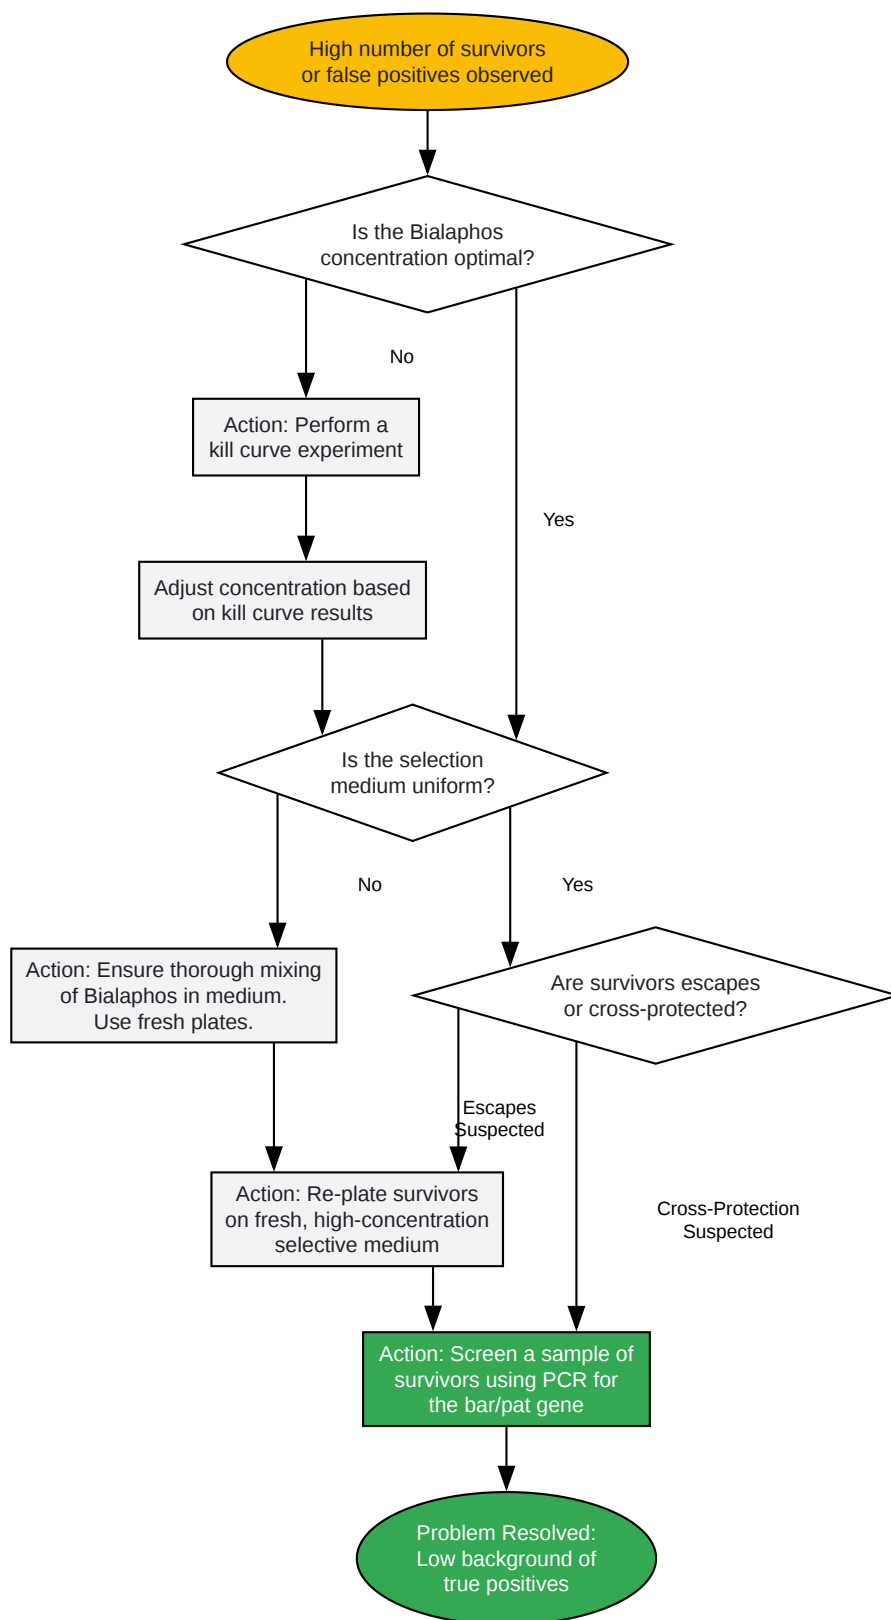 High number of survivors
or false positives observed
Is the Bialaphos
concentration optimal?
No
Action: Perform a
kill curve experiment
Yes
Adjust concentration based
on kill curve results
Is the selection
medium uniform?
No
Yes
Action: Ensure thorough mixing
of Bialaphos in medium.
Use fresh plates.
Are survivors escapes
or cross-protected?
Escapes
Suspected
Action: Re-plate survivors
on fresh, high-concentration
selective medium
Cross-Protection
Suspected
Action: Screen a sample of
survivors using PCR for
the bar/pat gene
Problem Resolved:
Low background of
true positives